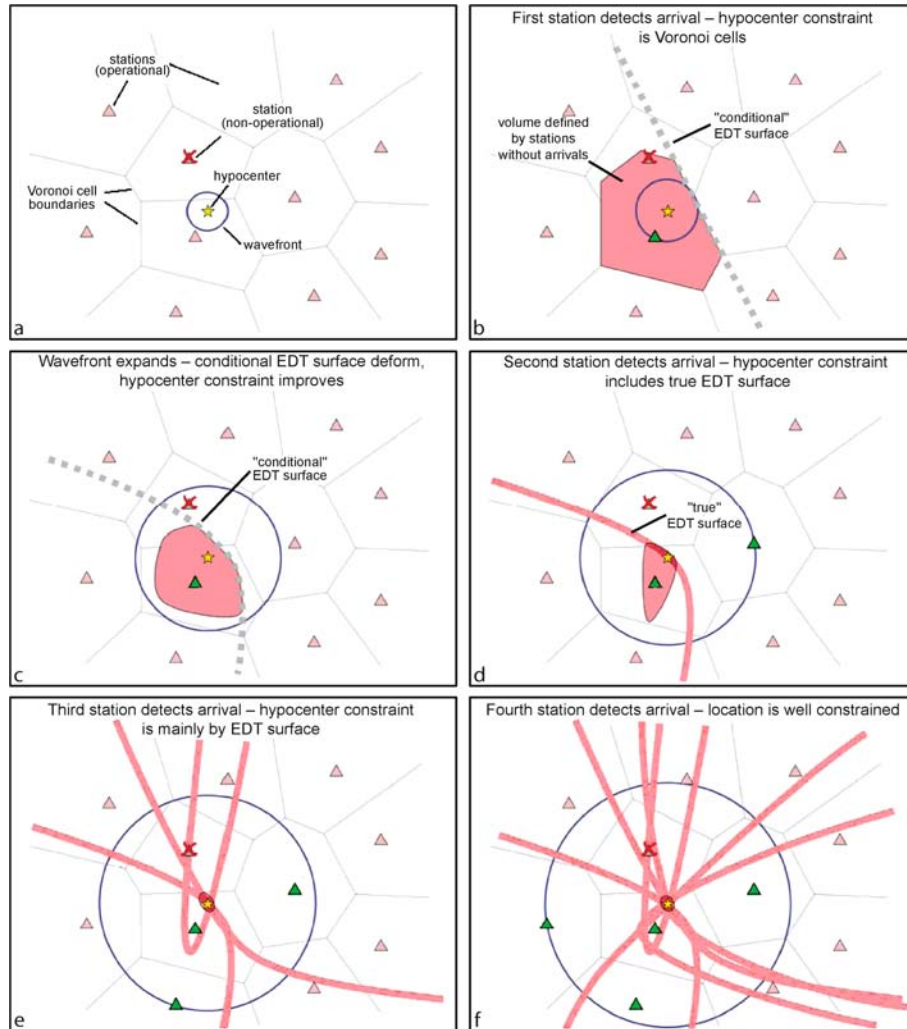 stations
(operational)
station
(non-operational)
hypocenter
Voronoi cell
boundaries
wavefront
a
First station detects arrival – hypocenter constraint
is Voronoi cells
"conditional"
EDT surface
volume defined
by stations
without arrivals
b
Wavefront expands – conditional EDT surface deform,
hypocenter constraint improves
"conditional"
EDT surface
c
Second station detects arrival – hypocenter constraint
includes true EDT surface
"true"
EDT surface
d
Third station detects arrival – hypocenter constraint
is mainly by EDT surface
e
Fourth station detects arrival – location is well constrained
f